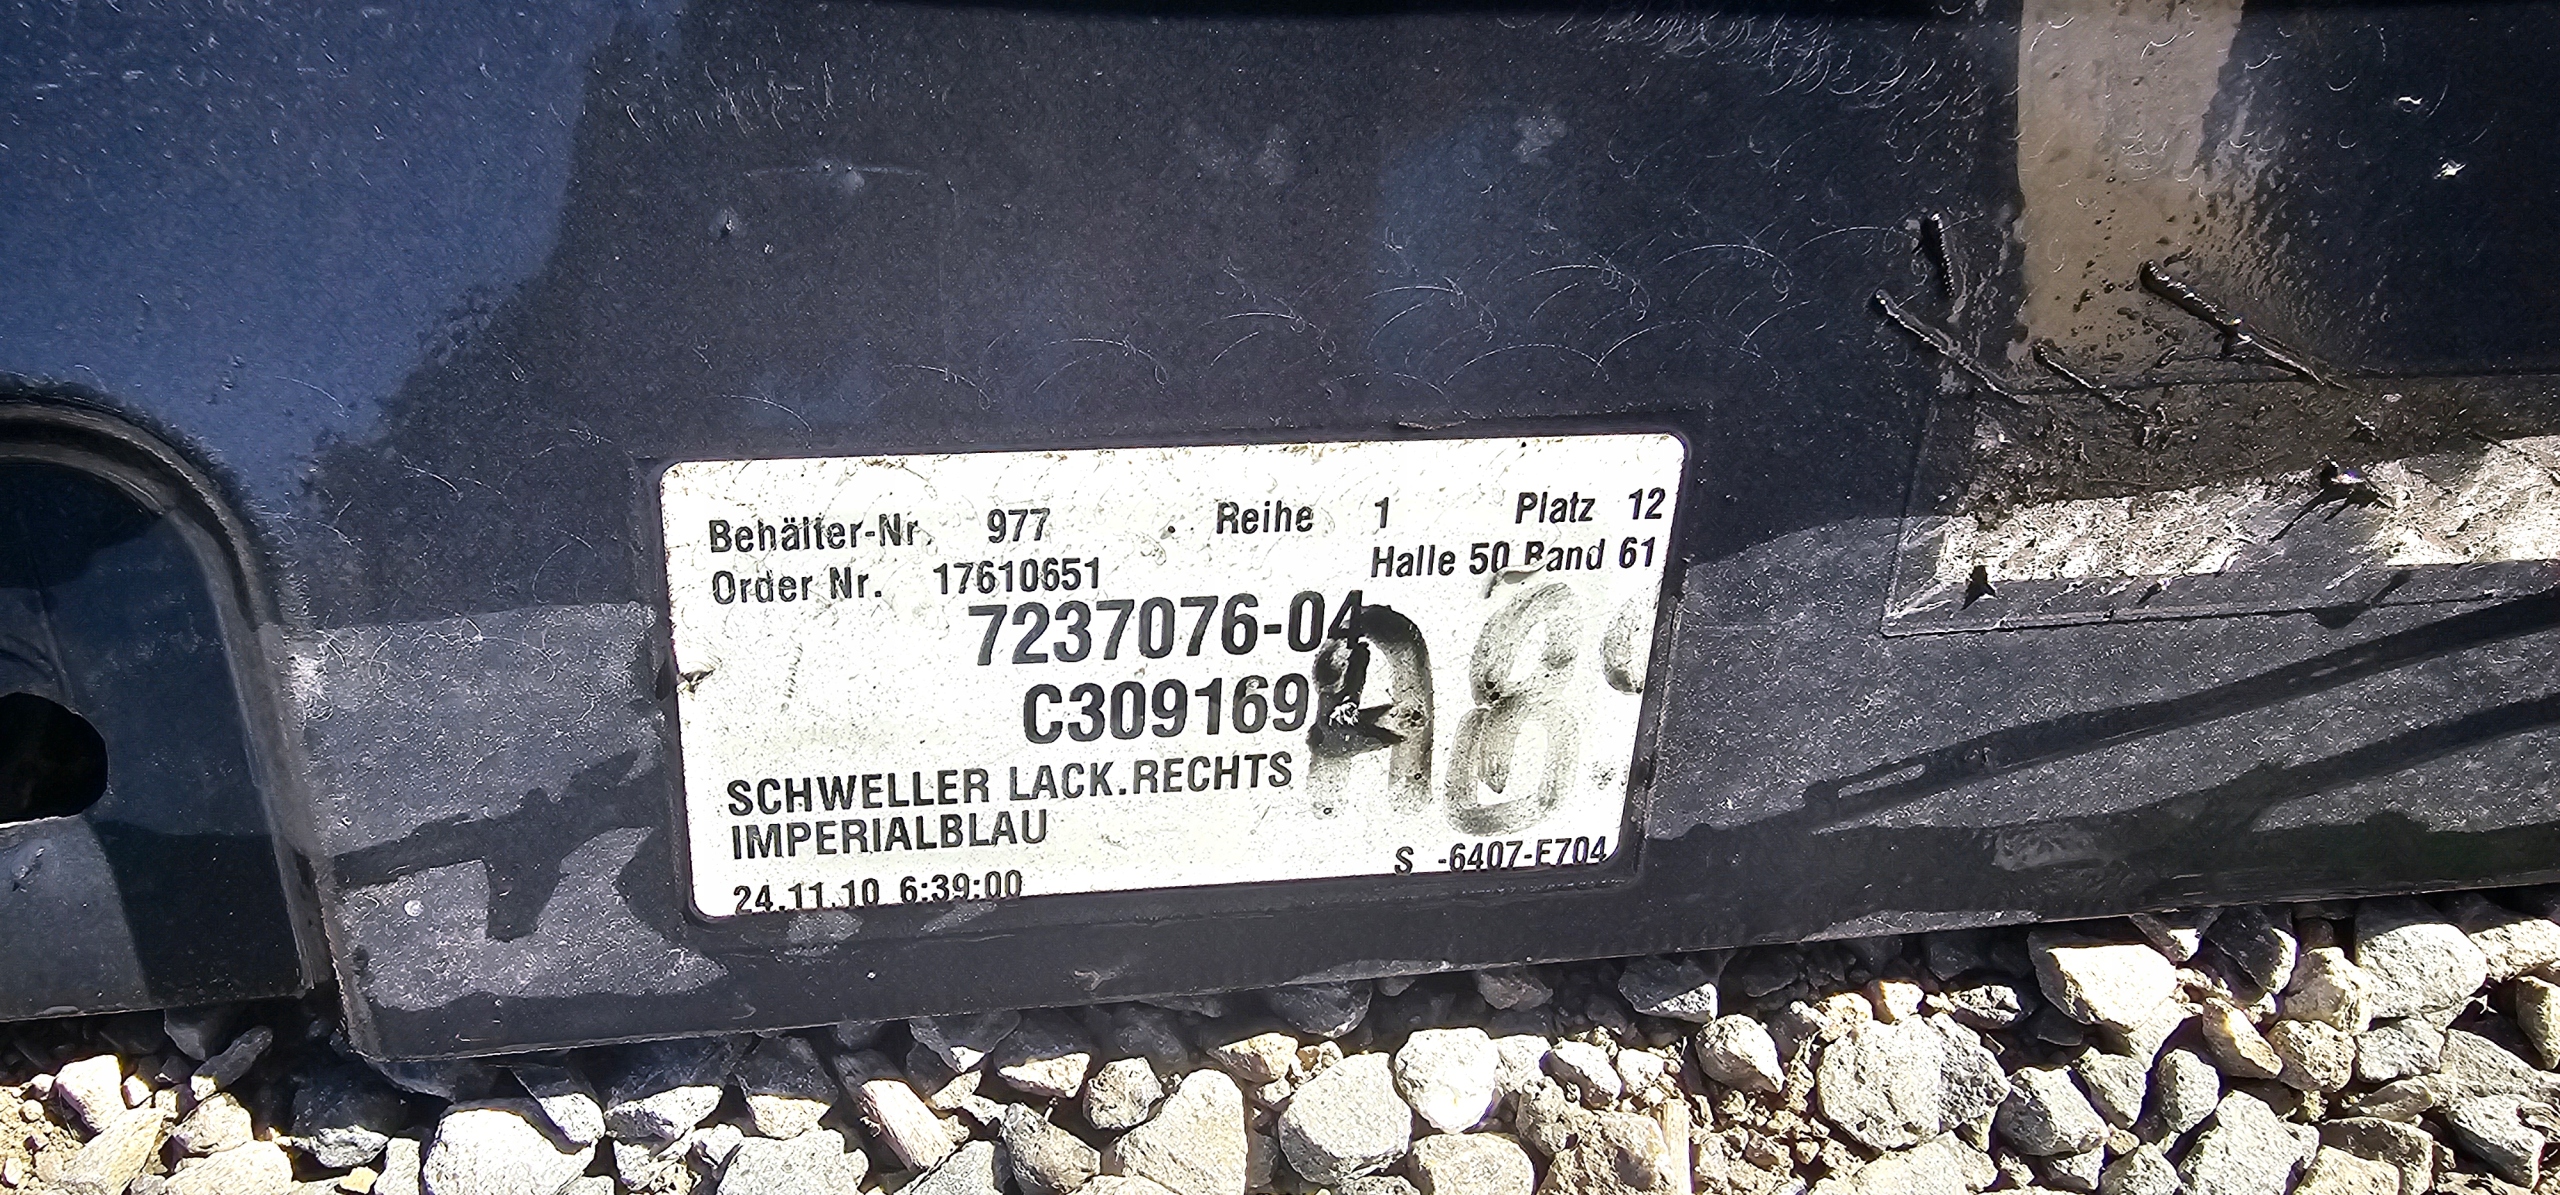 Behälter-Nr. 977 Reihe 1 Platz 12
Order Nr. 17610651 Halle 50 Band 61
7237076-04
C309169
SCHWELLER LACK.RECHTS
IMPERIALBLAU
24.11.10 6:39:00 S -6407-E704